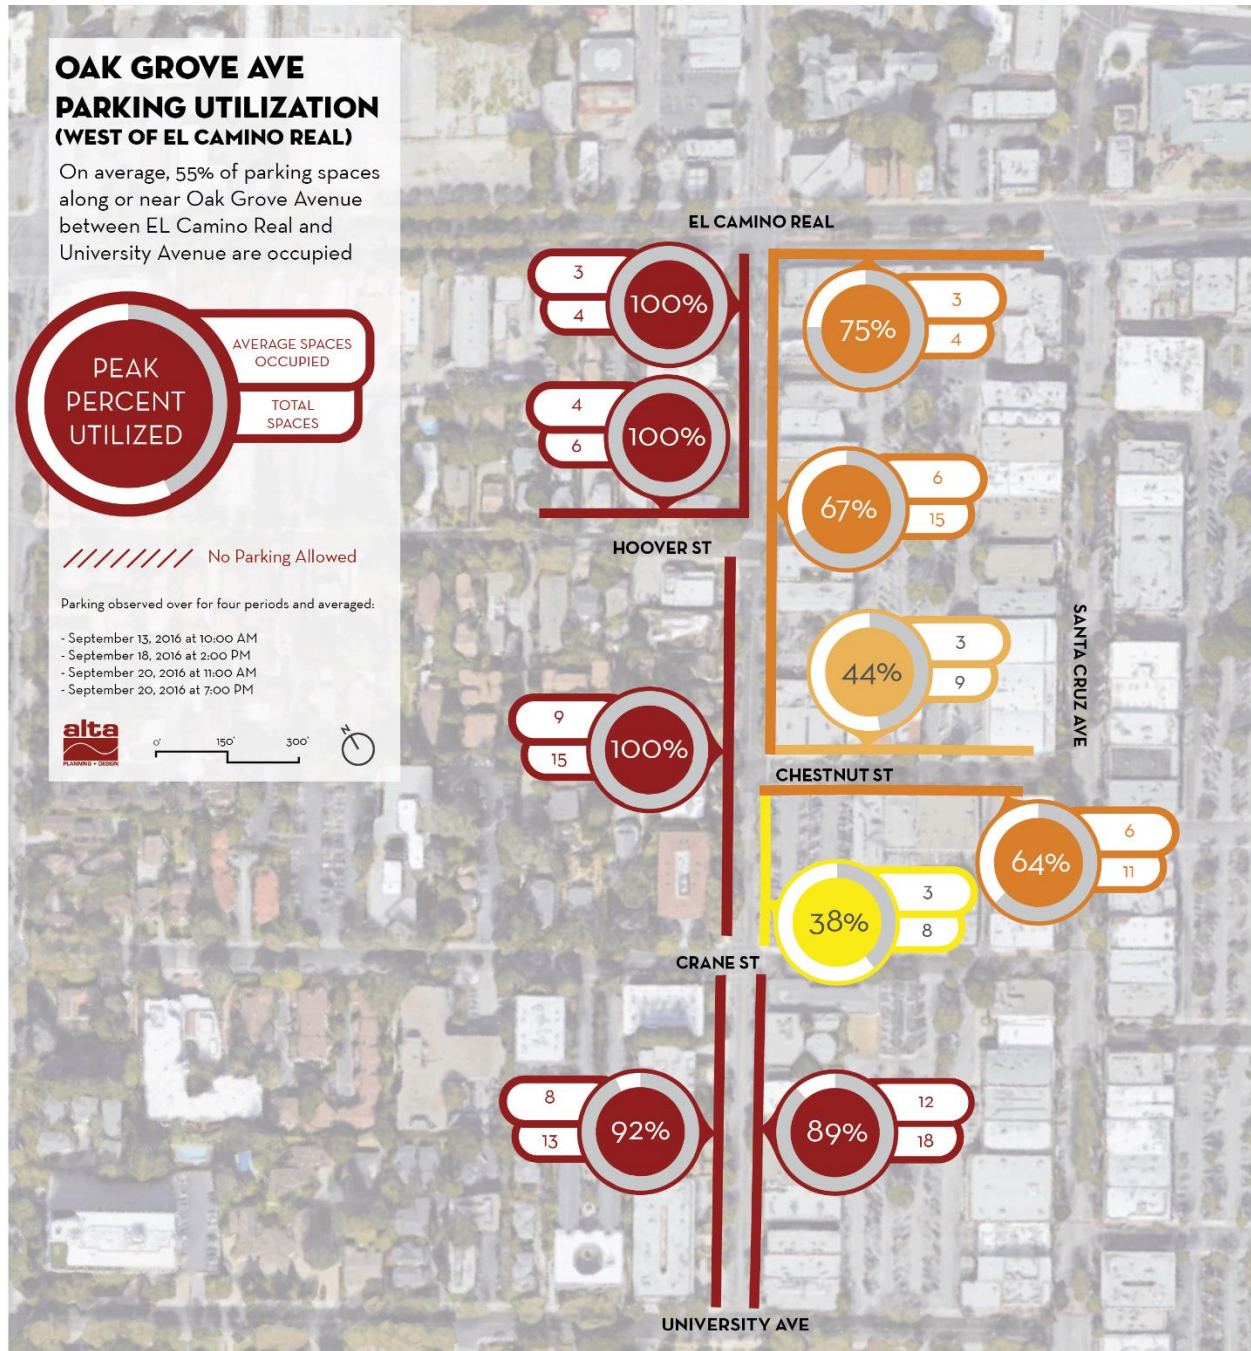 OAK GROVE AVE
PARKING UTILIZATION
(WEST OF EL CAMINO REAL)
On average, 55% of parking spaces
along or near Oak Grove Avenue
between EL Camino Real and
University Avenue are occupied
PEAK
PERCENT
UTILIZED
AVERAGE SPACES
OCCUPIED
TOTAL
SPACES
No Parking Allowed
Parking observed over for four periods and averaged:
- September 13, 2016 at 10:00 AM
- September 18, 2016 at 2:00 PM
- September 20, 2016 at 11:00 AM
- September 20, 2016 at 7:00 PM
alta
PLANNING + DESIGN
0'
150'
300'
N
EL CAMINO REAL
3
4
100%
75%
3
4
4
6
100%
67%
6
15
HOOVER ST
44%
3
9
SANTA CRUZ AVE
9
15
100%
CHESTNUT ST
64%
6
11
38%
3
8
CRANE ST
8
13
92%
89%
12
18
UNIVERSITY AVE